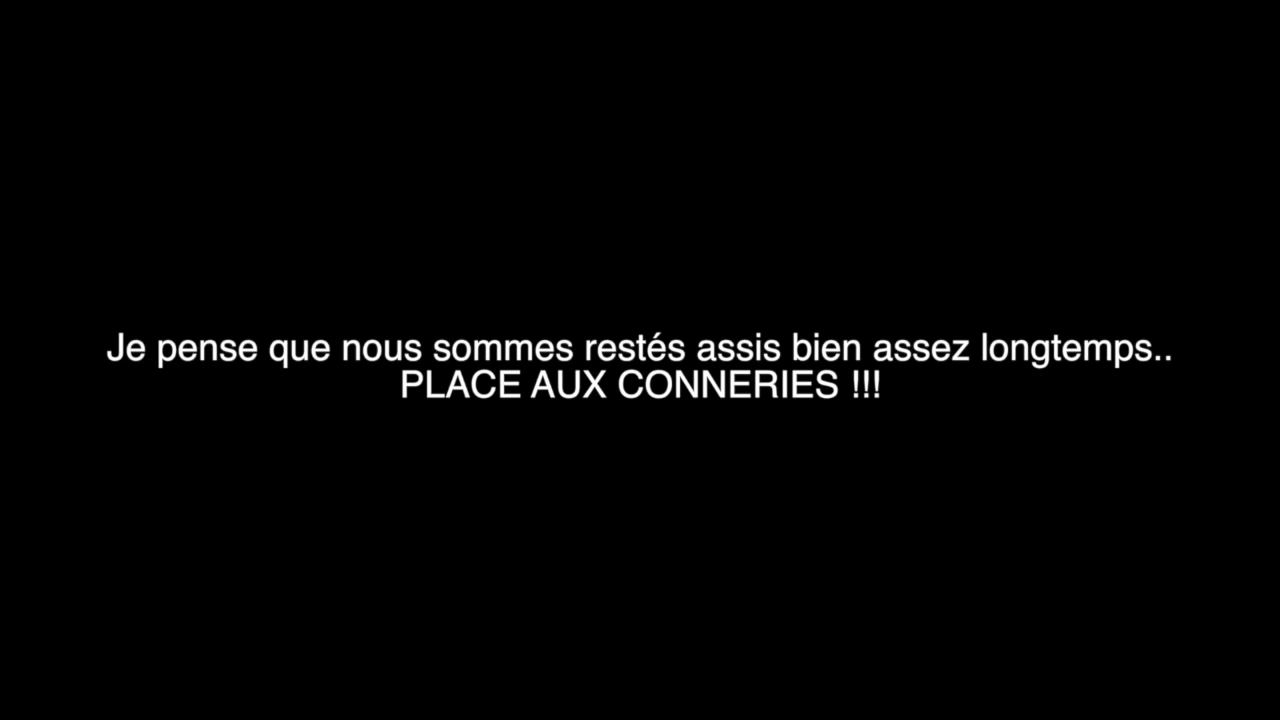 Je pense que nous sommes restés assis bien assez longtemps..
PLACE AUX CONNERIES !!!